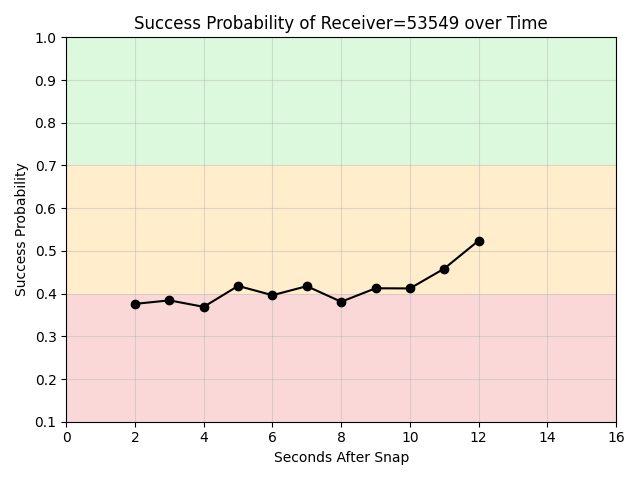 Success Probability of Receiver=53549 over Time
1.0
0.9
0.8
0.7
0.6
0.5
0.4
0.3
0.2
0.1
Success Probability
0 2 4 6 8 10 12 14 16
Seconds After Snap